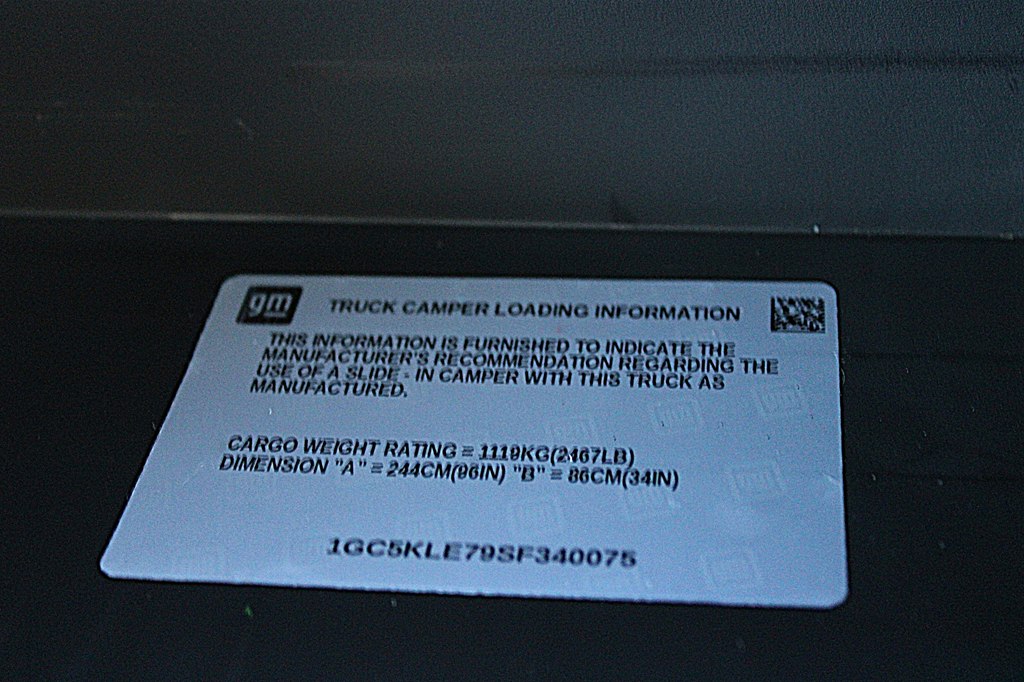 gm
TRUCK CAMPER LOADING INFORMATION
THIS INFORMATION IS FURNISHED TO INDICATE THE
MANUFACTURER'S RECOMMENDATION REGARDING THE
USE OF A SLIDE - IN CAMPER WITH THIS TRUCK AS
MANUFACTURED.
CARGO WEIGHT RATING = 1119KG(2467LB)
DIMENSION "A" = 244CM(96IN) "B" = 86CM(34IN)
1GC5KLE79SF340075